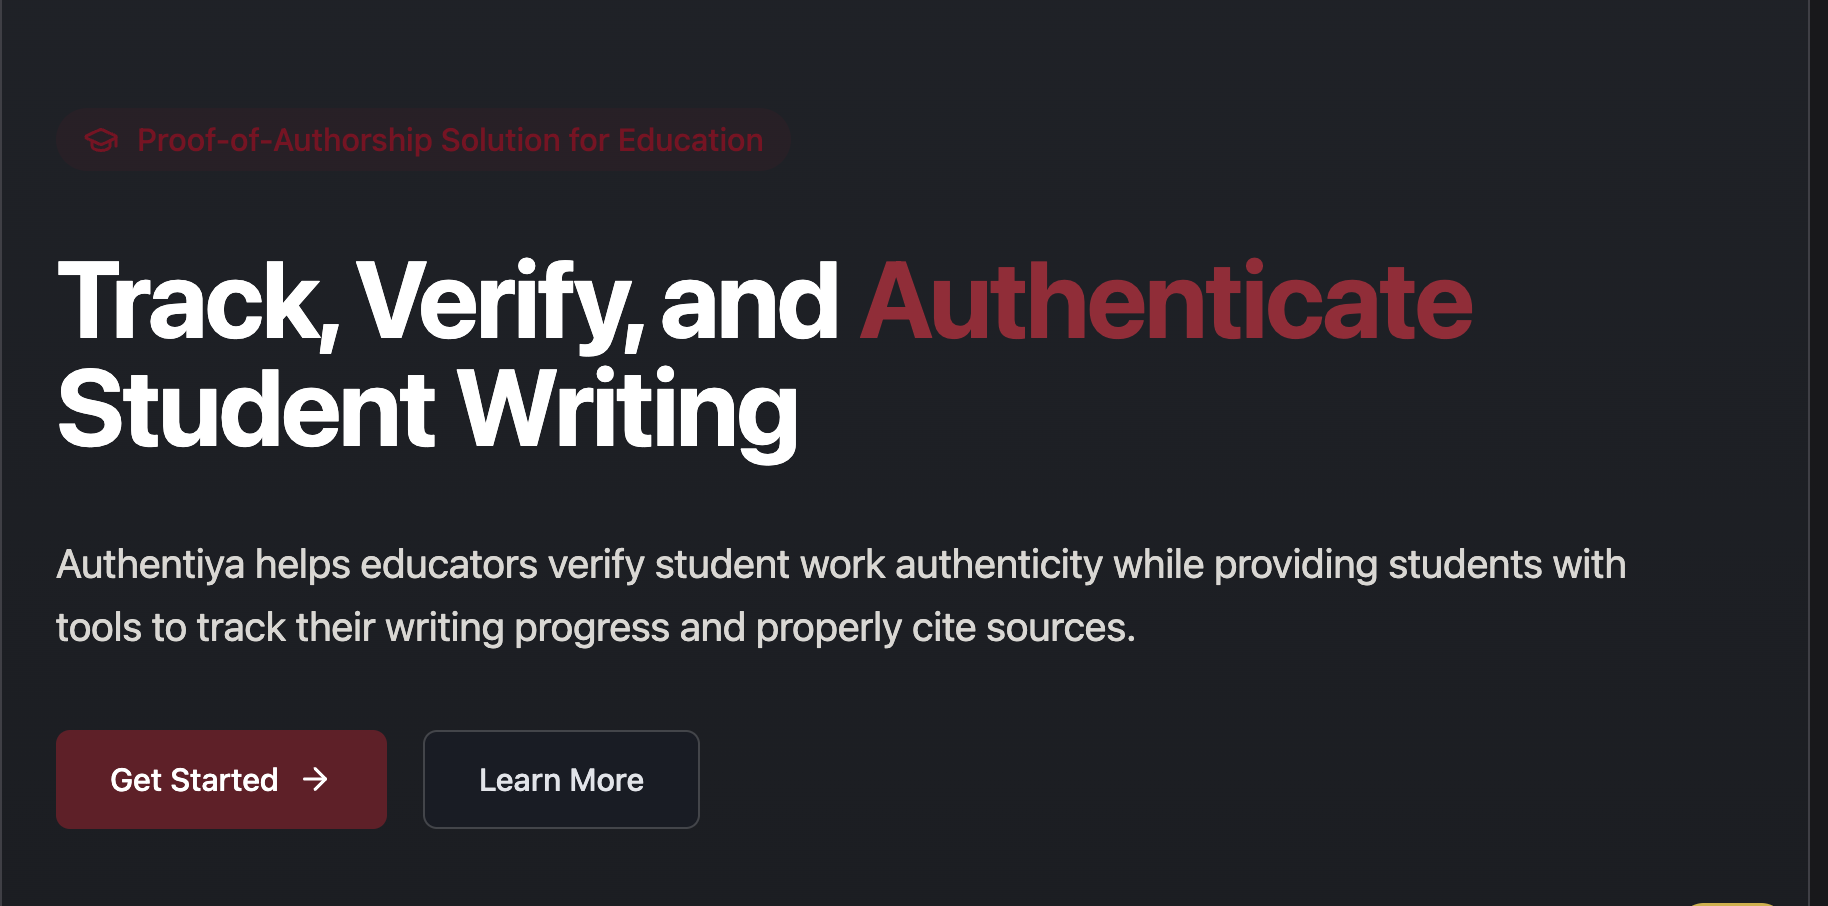 Proof-of-Authorship Solution for Education
Track, Verify, and Authenticate
Student Writing
Authentiya helps educators verify student work authenticity while providing students with
tools to track their writing progress and properly cite sources.
Get Started →
Learn More